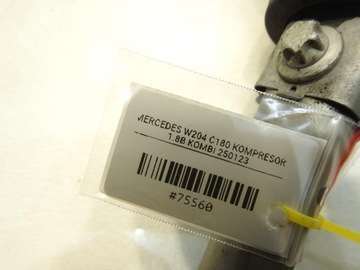 MERCEDES W204 C180 KOMPRESOR
1.8B KOMBI 250123
#75560